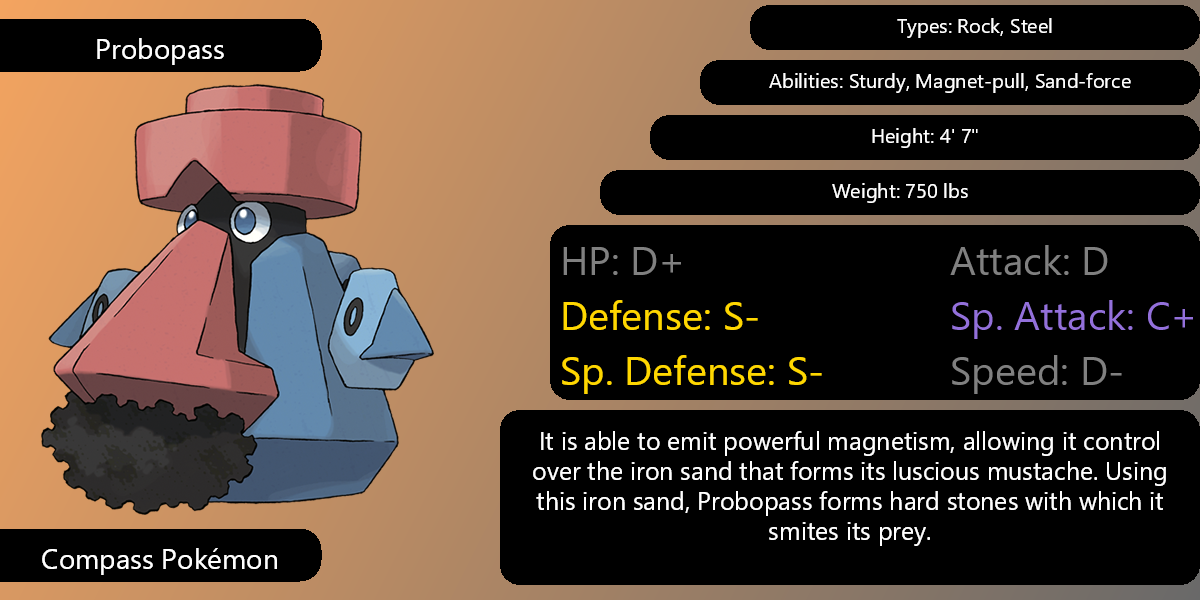 Probopass
Types: Rock, Steel
Abilities: Sturdy, Magnet-pull, Sand-force
Height: 4' 7"
Weight: 750 lbs
HP: D+
Attack: D
Defense: S-
Sp. Attack: C+
Sp. Defense: S-
Speed: D-
It is able to emit powerful magnetism, allowing it control
over the iron sand that forms its luscious mustache. Using
this iron sand, Probopass forms hard stones with which it
smites its prey.
Compass Pokémon